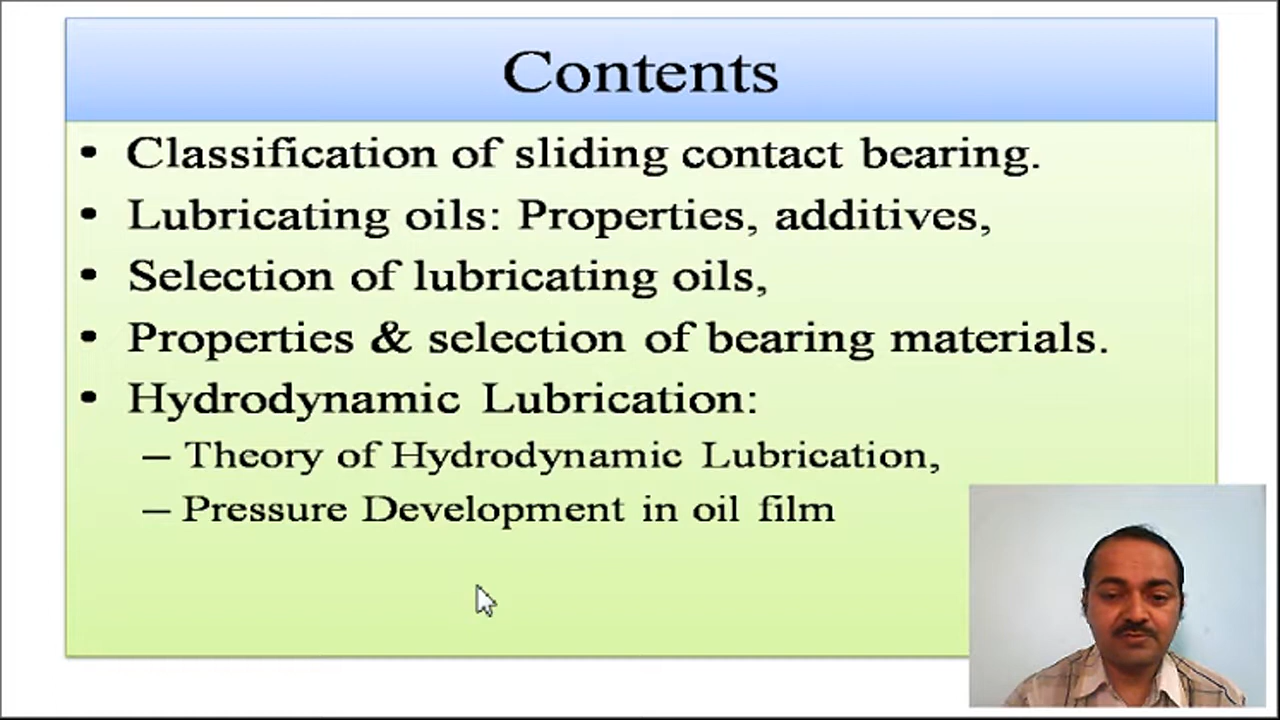 Contents
• Classification of sliding contact bearing.
• Lubricating oils: Properties, additives,
• Selection of lubricating oils,
• Properties & selection of bearing materials.
• Hydrodynamic Lubrication:
– Theory of Hydrodynamic Lubrication,
– Pressure Development in oil film